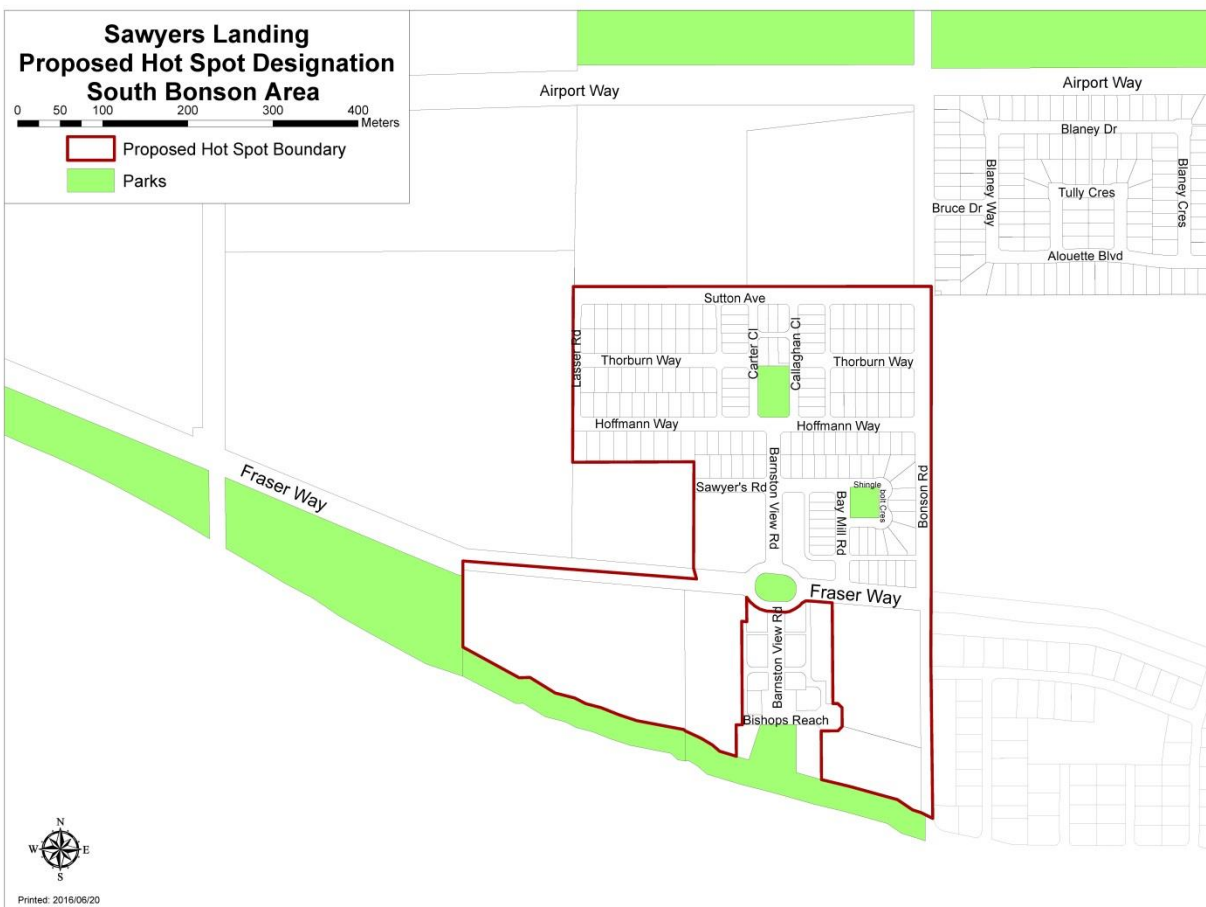 Sawyers Landing
Proposed Hot Spot Designation
South Bonson Area
0 50 100 200 300 400
Meters
Proposed Hot Spot Boundary
Parks
Airport Way
Airport Way
Blaney Dr
Blaney Way
Blaney Cres
Tully Cres
Bruce Dr
Alouette Blvd
Sutton Ave
Lasser Rd
Carter Cl
Callaghan Cl
Thorburn Way
Thorburn Way
Hoffmann Way
Hoffmann Way
Barnston View Rd
Sawyer's Rd
Shingle
bolt Cres
Bay Mill Rd
Bonson Rd
Fraser Way
Fraser Way
Barnston View Rd
Bishops Reach
N
W E
S
Printed: 2016/06/20